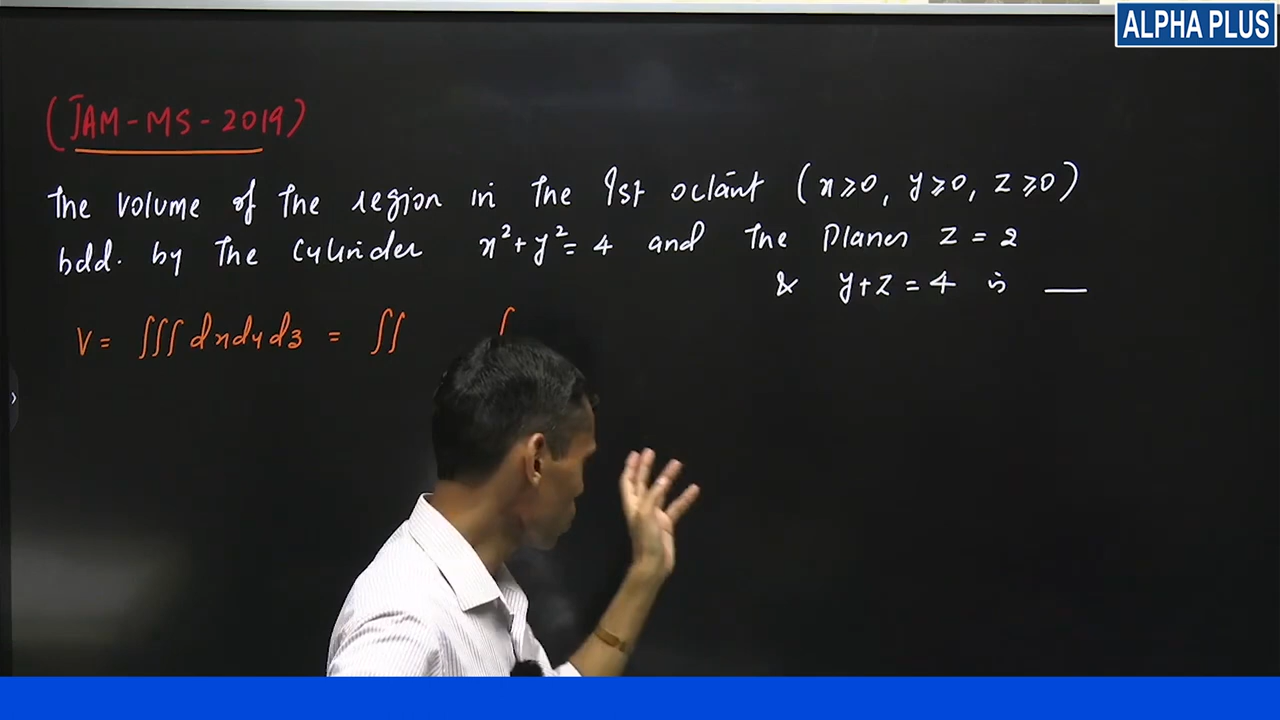 ALPHA PLUS
(JAM-MS-2019)
The volume of the region in the 1st octant (x≥0, y≥0, z≥0)
bdd. by the cylinder x²+y²=4 and the planes z=2
& y+z=4 is __
V= ∫∫∫ dxdydz = ∫∫ ∫